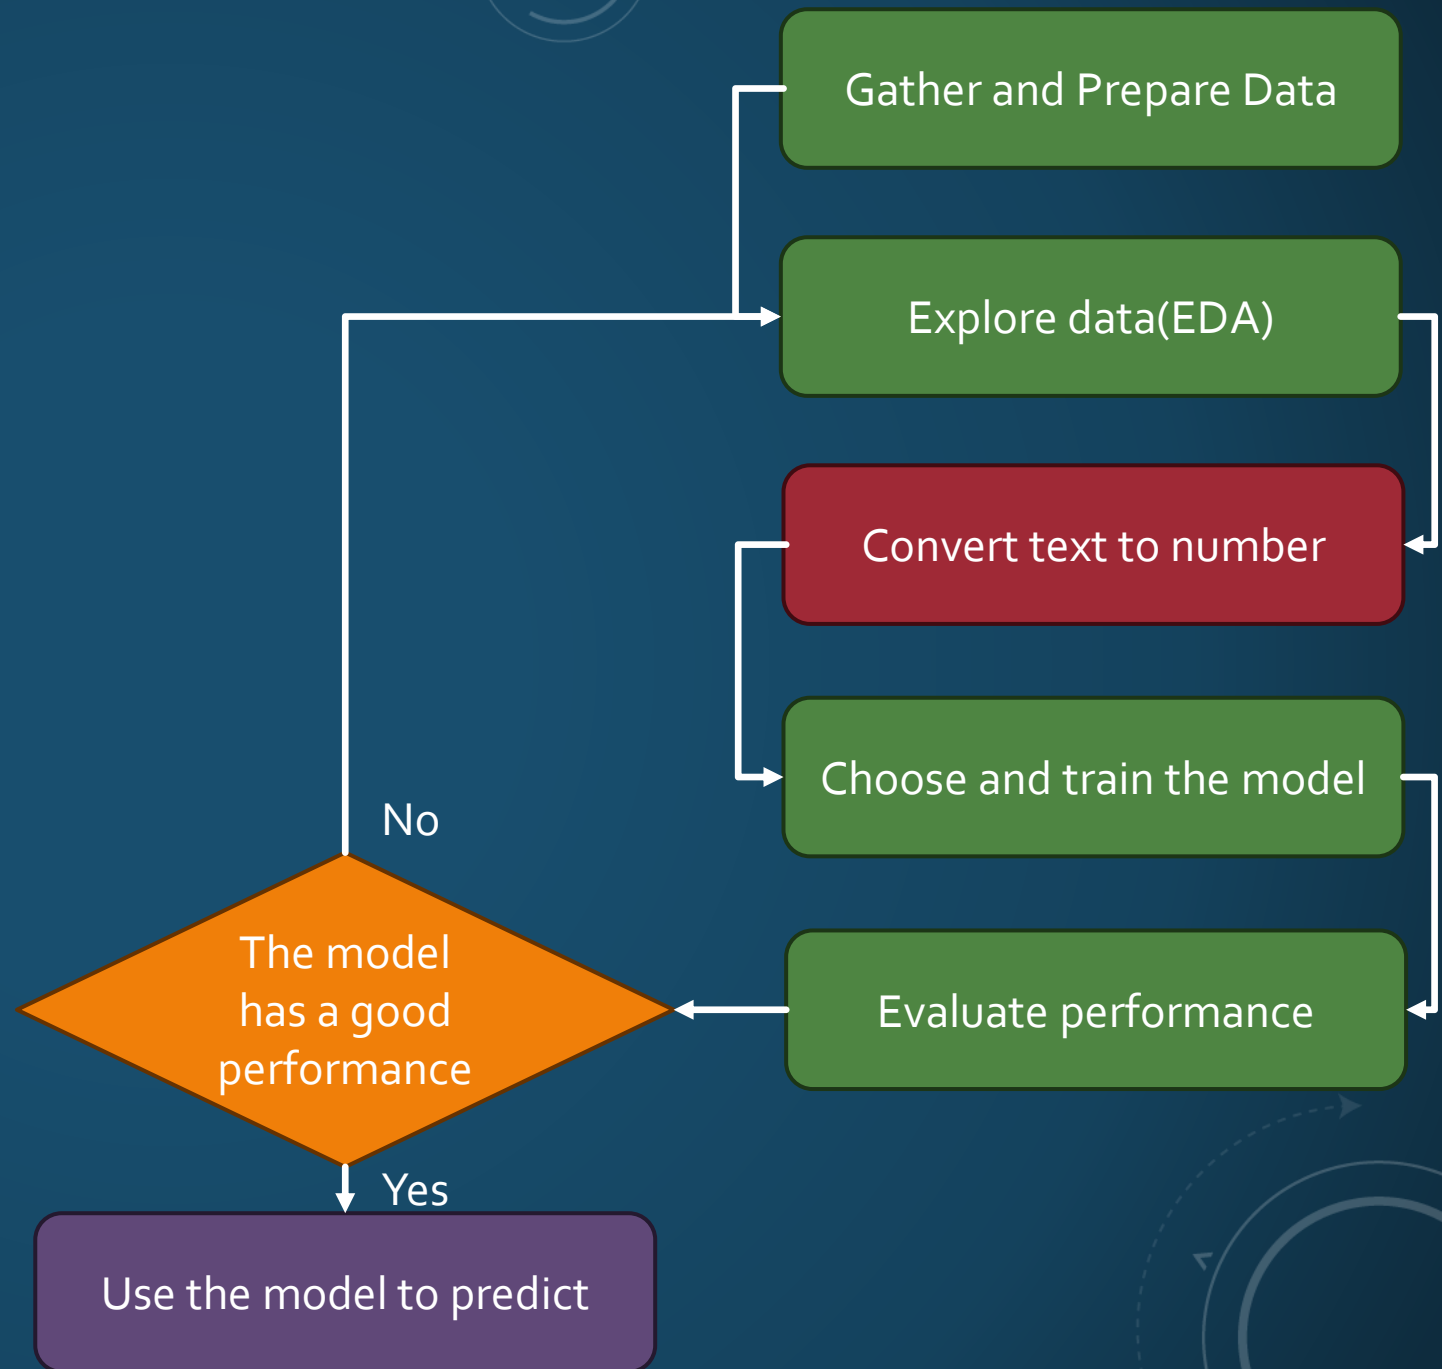 Gather and Prepare Data
Explore data(EDA)
Convert text to number
Choose and train the model
No
The model
has a good
performance
Evaluate performance
Yes
Use the model to predict